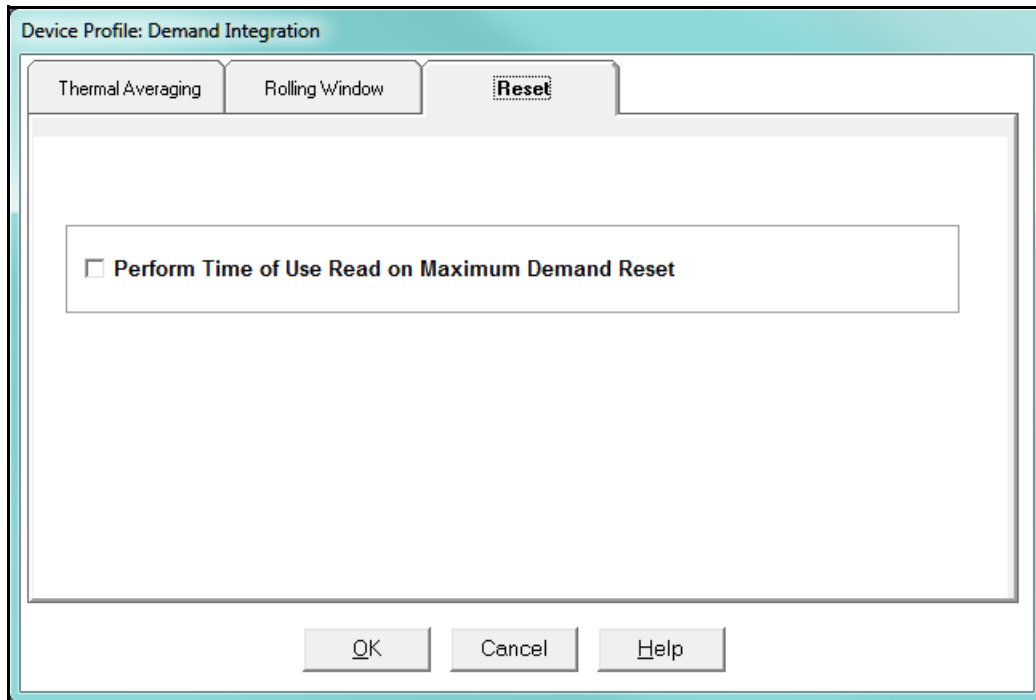 Device Profile: Demand Integration
Thermal Averaging Rolling Window Reset
Perform Time of Use Read on Maximum Demand Reset
OK Cancel Help